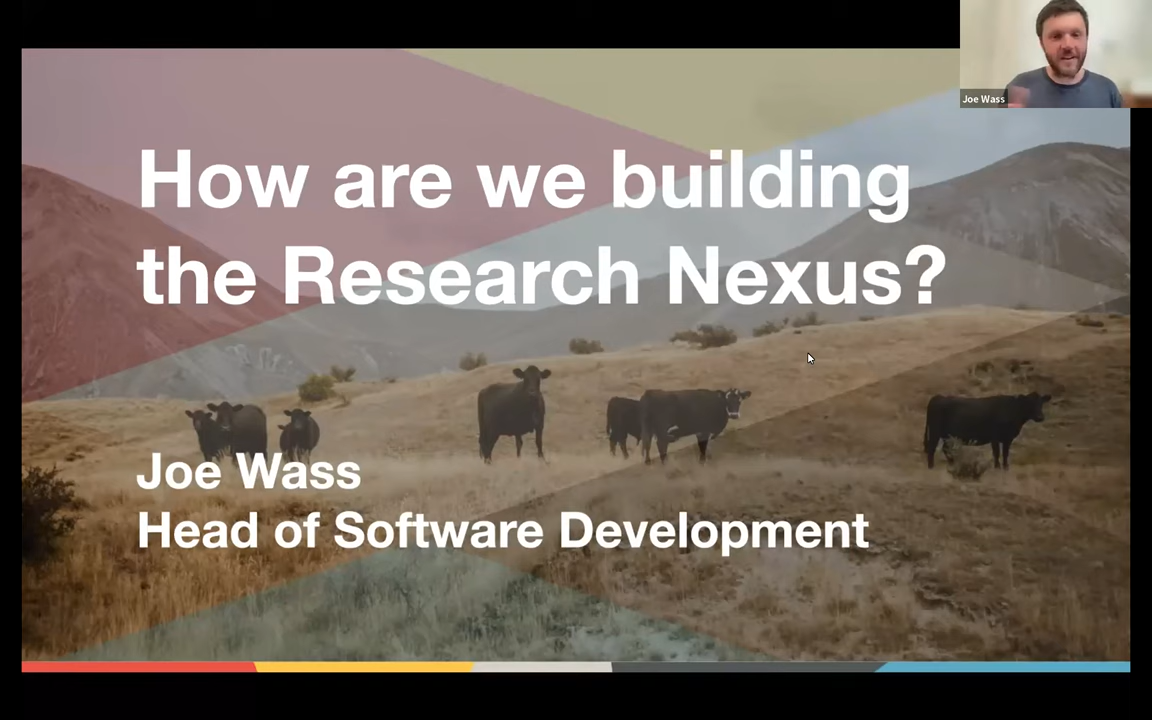 Joe Wass
How are we building
the Research Nexus?
Joe Wass
Head of Software Development